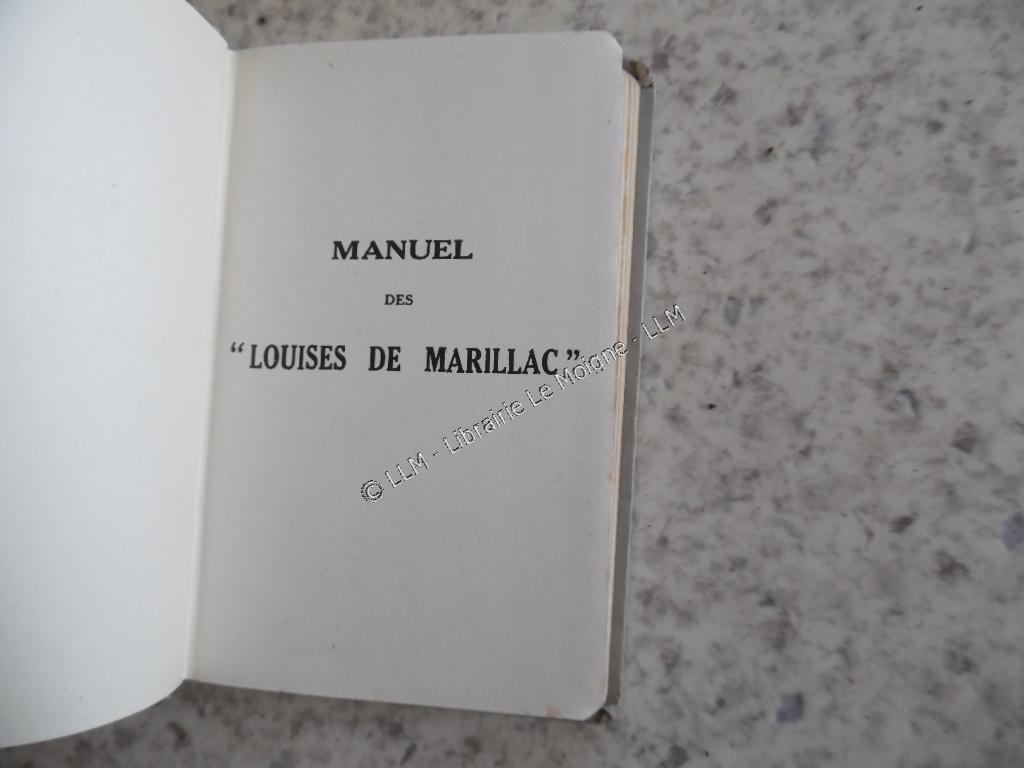 MANUEL
DES
“LOUISES DE MARILLAC”
© LLM - Librairie Le Moigne - LLM